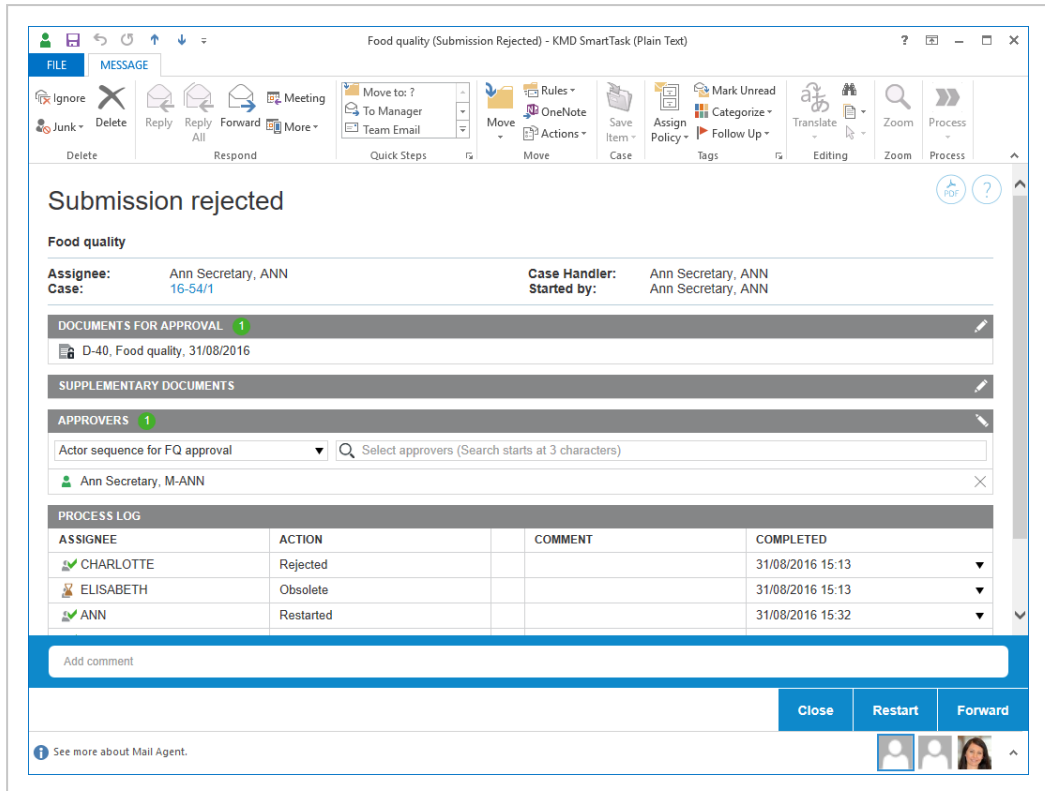 Food quality (Submission Rejected) - KMD SmartTask (Plain Text)
FILE MESSAGE
Ignore
Junk
Delete
Reply
Reply All
Forward
Meeting
More
Move to: ?
To Manager
Team Email
Move
Rules
OneNote
Actions
Save Item
Assign Policy
Mark Unread
Categorize
Follow Up
Translate
Zoom
Process
Delete Respond Quick Steps Move Case Tags Editing Zoom Process
Submission rejected
PDF ?
Food quality
Assignee: Ann Secretary, ANN Case Handler: Ann Secretary, ANN
Case: 16-54/1 Started by: Ann Secretary, ANN
DOCUMENTS FOR APPROVAL 1
D-40, Food quality, 31/08/2016
SUPPLEMENTARY DOCUMENTS
APPROVERS 1
Actor sequence for FQ approval Select approvers (Search starts at 3 characters)
Ann Secretary, M-ANN
PROCESS LOG
ASSIGNEE ACTION COMMENT COMPLETED
CHARLOTTE Rejected 31/08/2016 15:13
ELISABETH Obsolete 31/08/2016 15:13
ANN Restarted 31/08/2016 15:32
Add comment
Close Restart Forward
See more about Mail Agent.